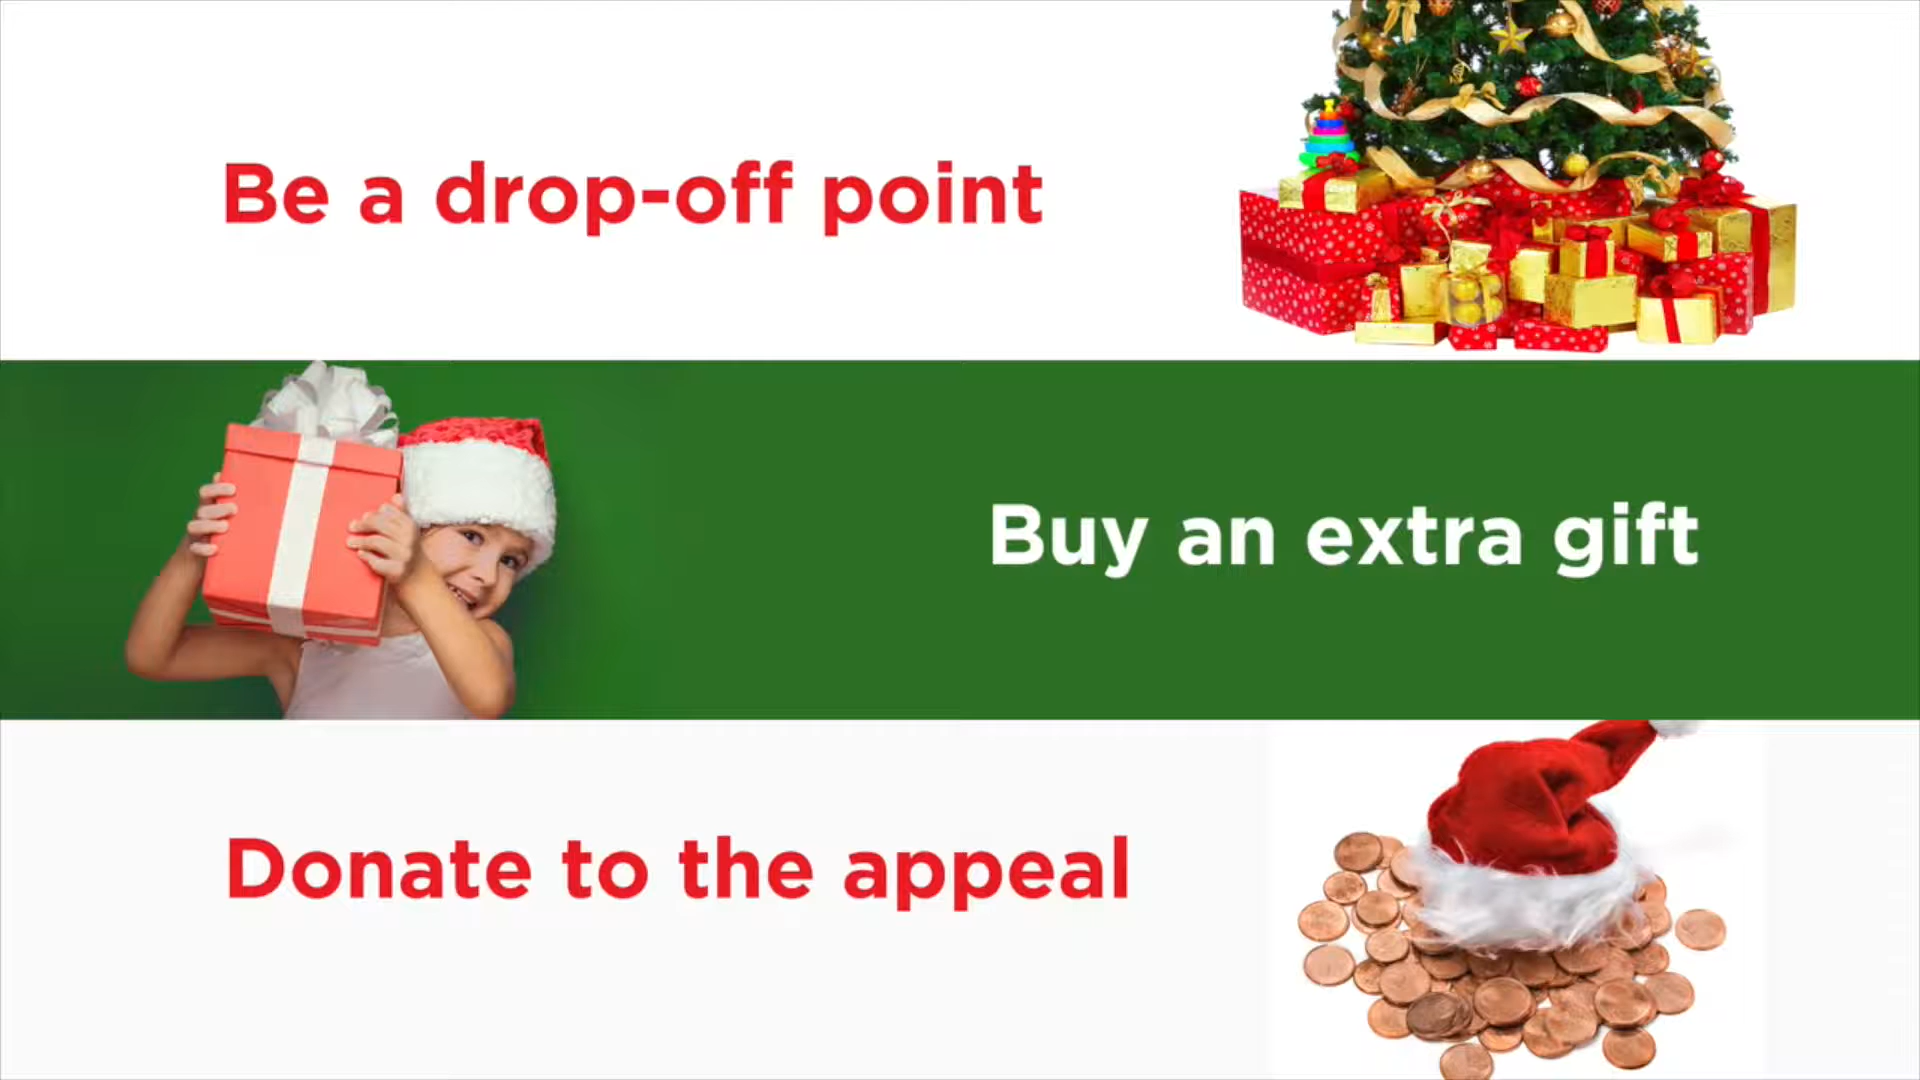 Be a drop-off point
Buy an extra gift
Donate to the appeal